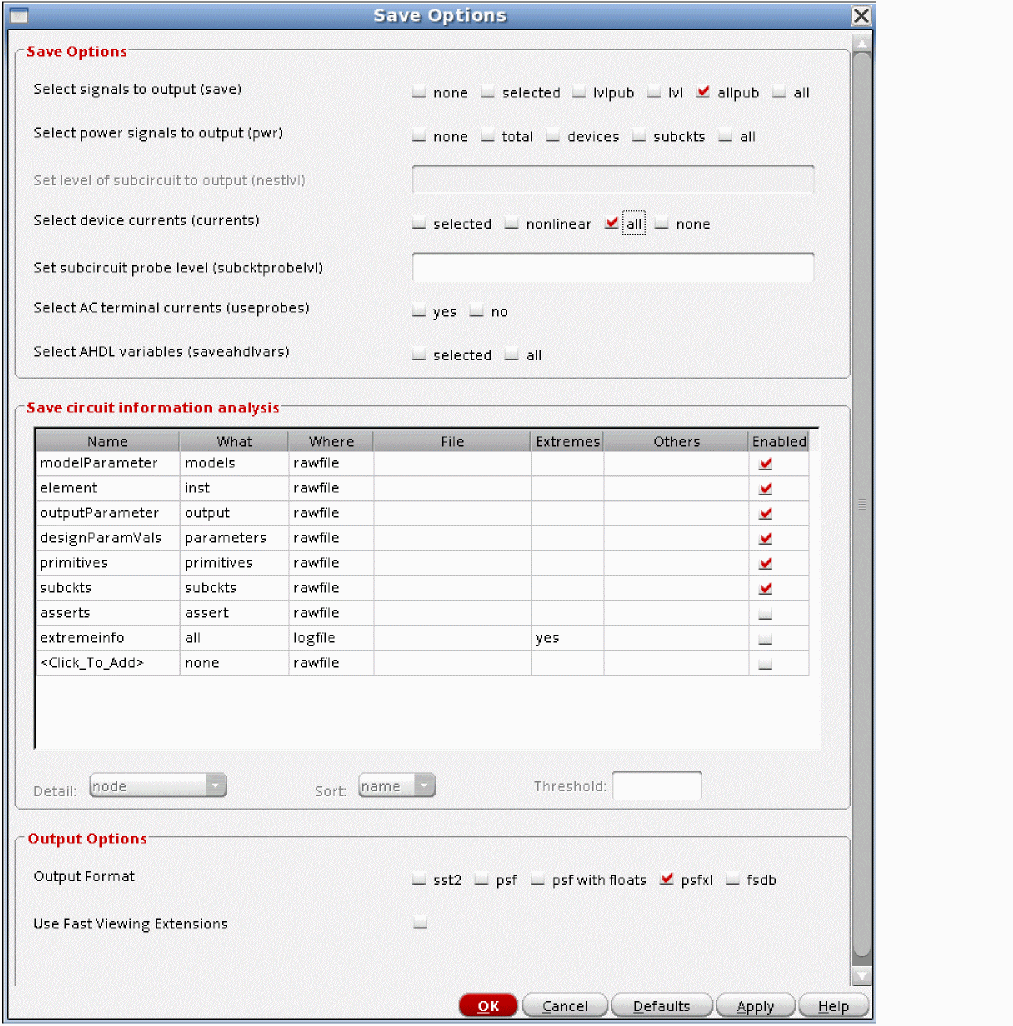 Save Options
Save Options
Select signals to output (save) none selected lvlpub lvl allpub all
Select power signals to output (pwr) none total devices subckts all
Set level of subcircuit to output (nestlvl)
Select device currents (currents) selected nonlinear all none
Set subcircuit probe level (subcktprobelvl)
Select AC terminal currents (useprobes) yes no
Select AHDL variables (saveahdlvars) selected all
Save circuit information analysis
Name What Where File Extremes Others Enabled
modelParameter models rawfile
element inst rawfile
outputParameter output rawfile
designParamVals parameters rawfile
primitives primitives rawfile
subckts subckts rawfile
asserts assert rawfile
extremeinfo all logfile yes
<Click_To_Add> none rawfile
Detail: node Sort: name Threshold:
Output Options
Output Format sst2 psf psf with floats psfxl fsdb
Use Fast Viewing Extensions
OK Cancel Defaults Apply Help